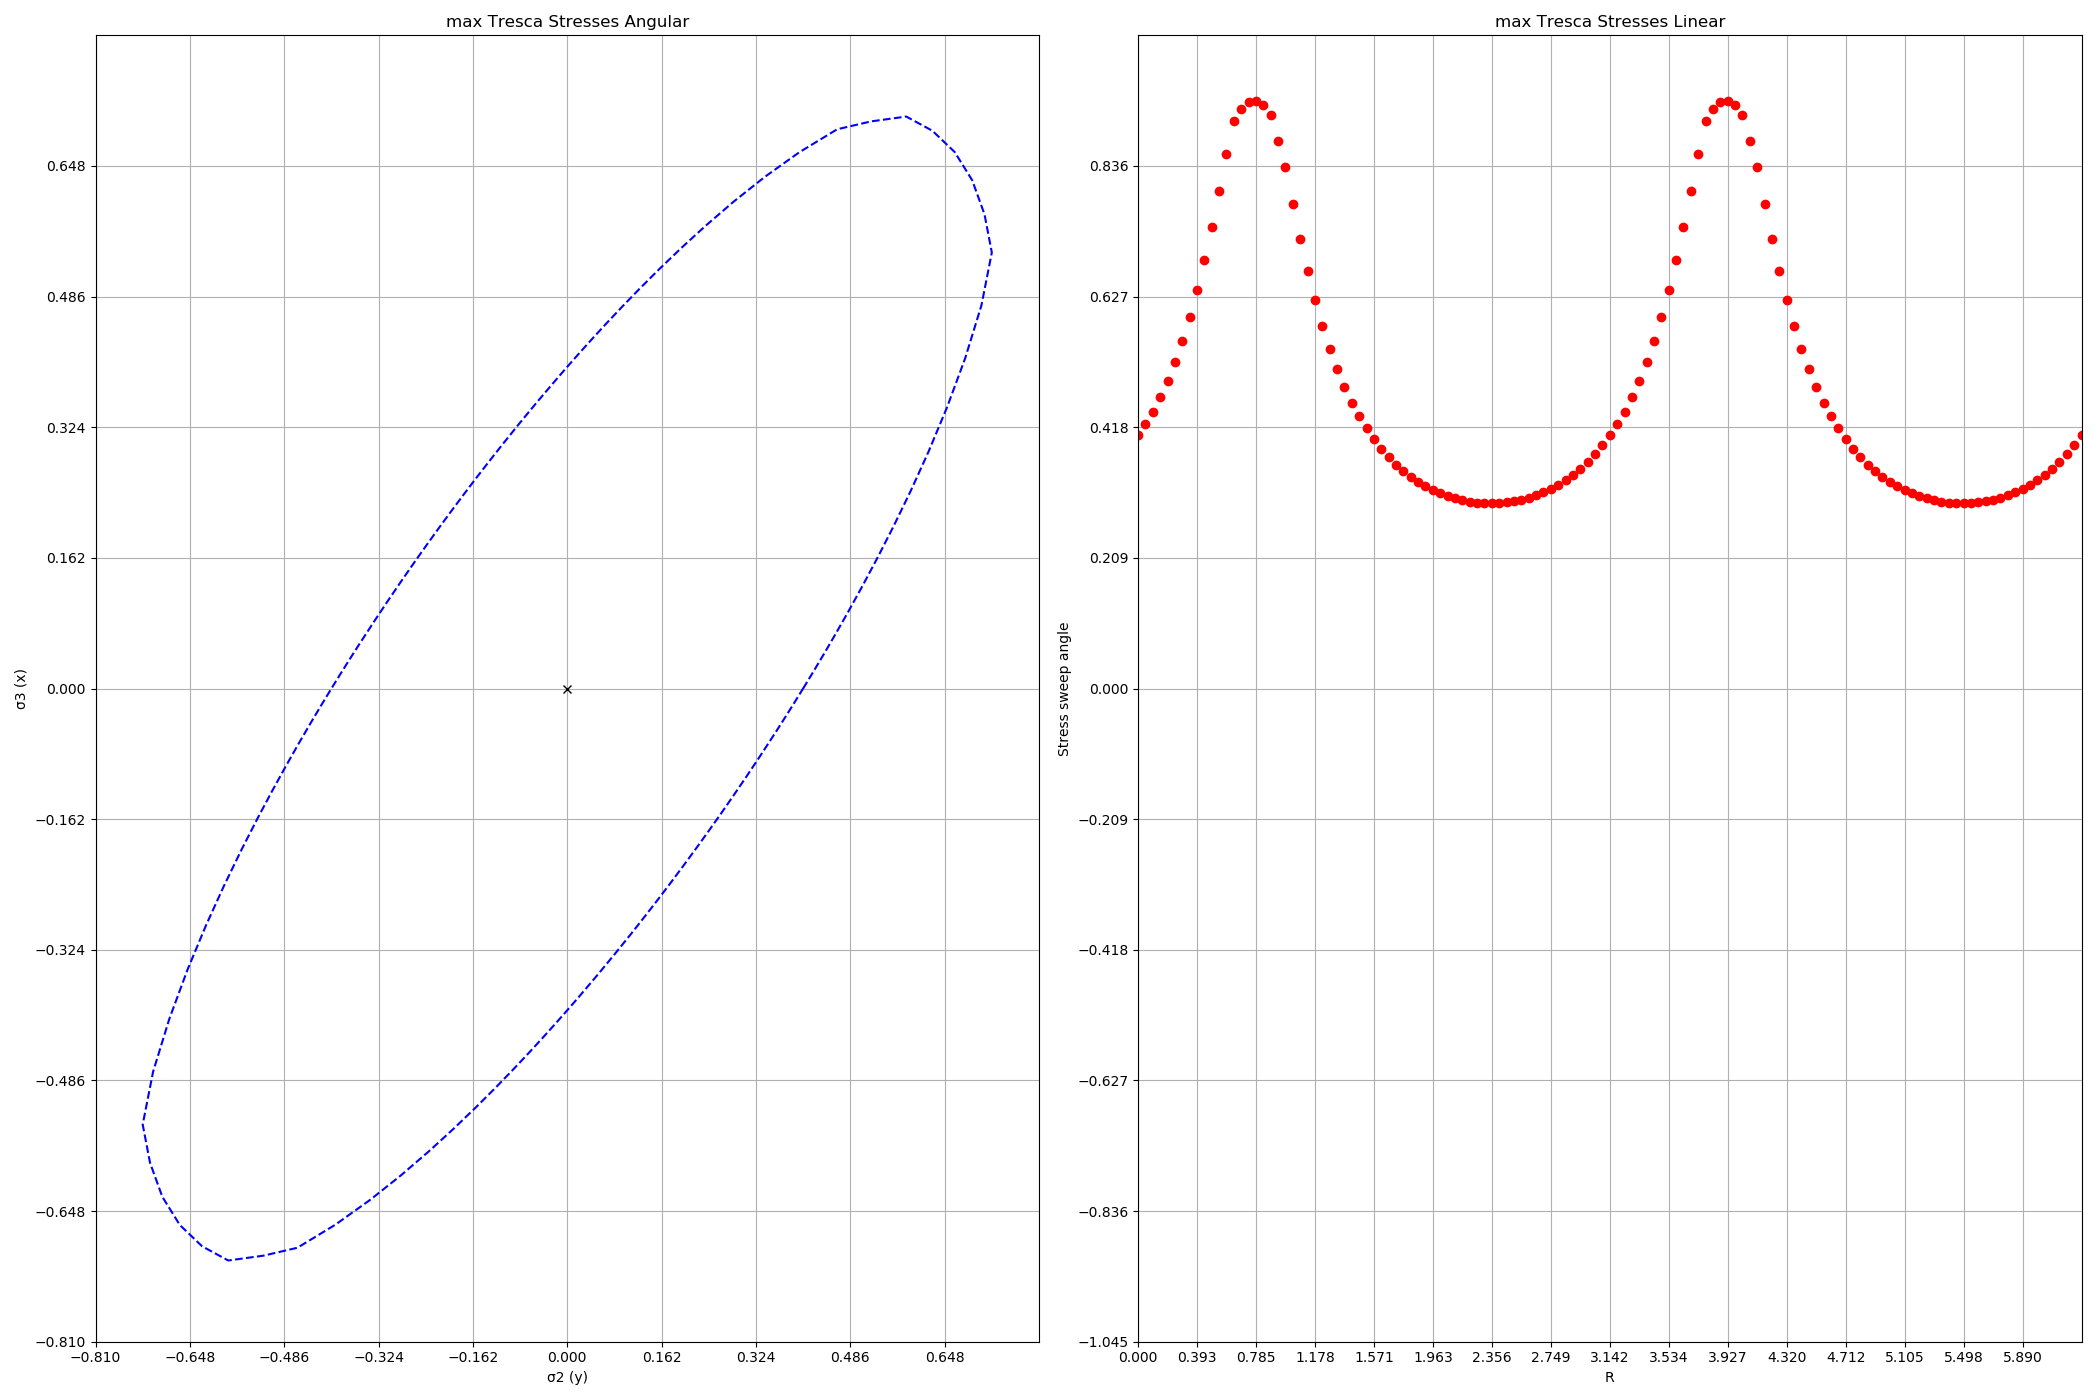 max Tresca Stresses Angular
σ3 (x)
0.648
0.486
0.324
0.162
0.000
−0.162
−0.324
−0.486
−0.648
−0.810
−0.810 −0.648 −0.486 −0.324 −0.162 0.000 0.162 0.324 0.486 0.648
σ2 (y)
max Tresca Stresses Linear
Stress sweep angle
0.836
0.627
0.418
0.209
0.000
−0.209
−0.418
−0.627
−0.836
−1.045
0.000 0.393 0.785 1.178 1.571 1.963 2.356 2.749 3.142 3.534 3.927 4.320 4.712 5.105 5.498 5.890
R